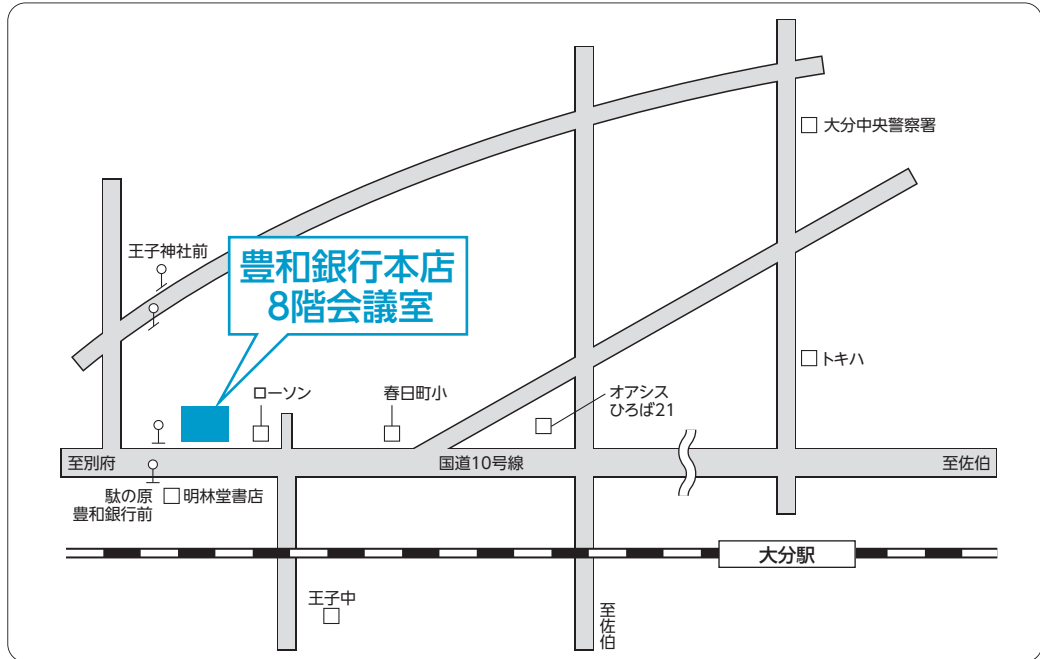 大分中央警察署
王子神社前
豊和銀行本店
8階会議室
トキハ
ローソン
春日町小
オアシス
ひろば21
至別府
国道10号線
至佐伯
駄の原
豊和銀行前
明林堂書店
大分駅
王子中
至佐伯